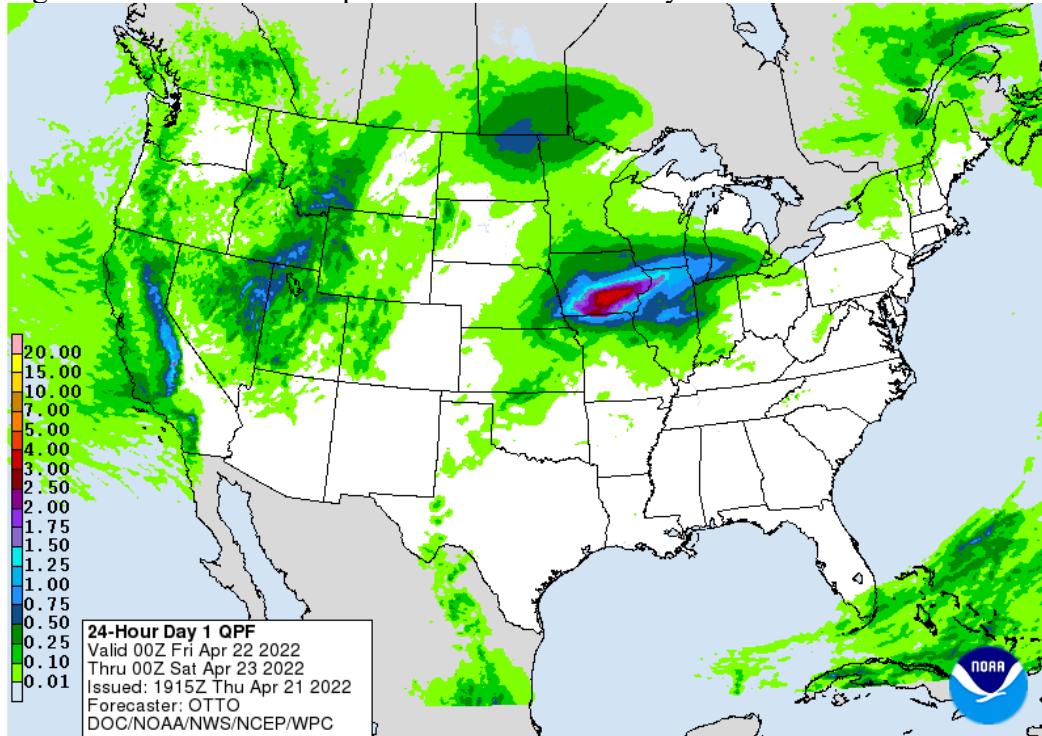 20.00
15.00
10.00
7.00
5.00
4.00
3.00
2.50
2.00
1.75
1.50
1.25
1.00
0.75
0.50
0.25
0.10
0.01
24-Hour Day 1 QPF
Valid 00Z Fri Apr 22 2022
Thru 00Z Sat Apr 23 2022
Issued: 1915Z Thu Apr 21 2022
Forecaster: OTTO
DOC/NOAA/NWS/NCEP/WPC
NOAA